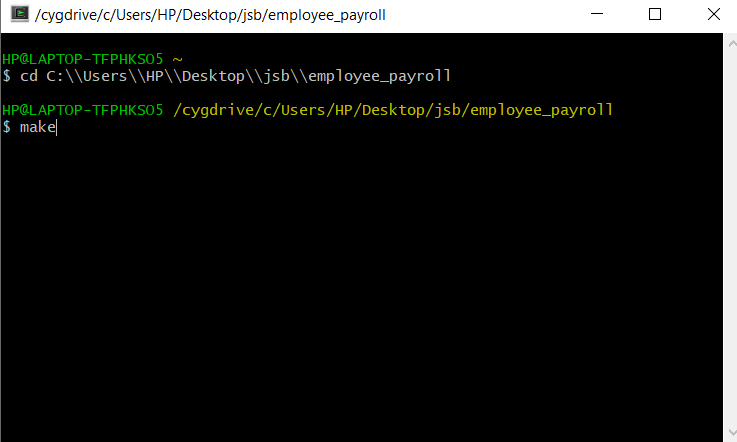 /cygdrive/c/Users/HP/Desktop/jsb/employee_payroll
HP@LAPTOP-TFPHKSO5 ~
$ cd C:\\Users\\HP\\Desktop\\jsb\\employee_payroll
HP@LAPTOP-TFPHKSO5 /cygdrive/c/Users/HP/Desktop/jsb/employee_payroll
$ make